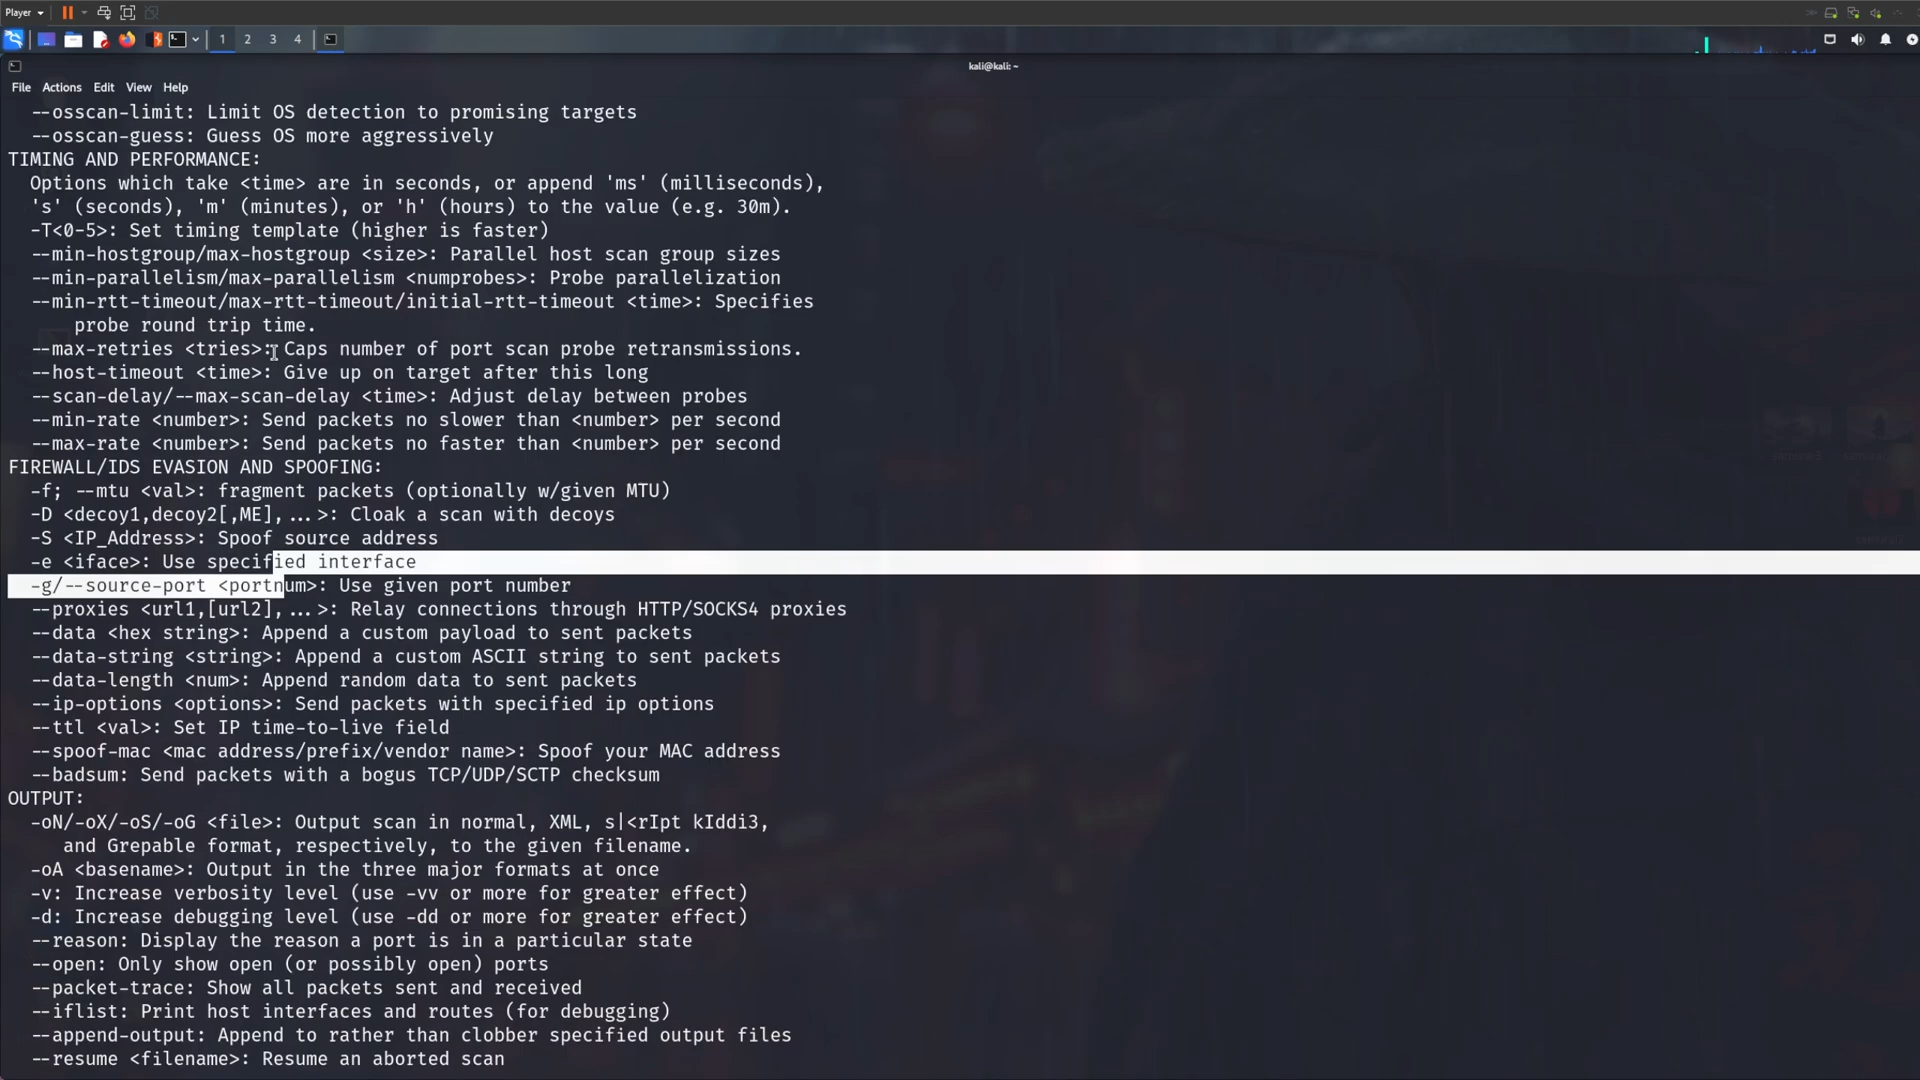 Player
1 2 3 4
kali@kali: ~
File Actions Edit View Help
--osscan-limit: Limit OS detection to promising targets
--osscan-guess: Guess OS more aggressively
TIMING AND PERFORMANCE:
Options which take <time> are in seconds, or append 'ms' (milliseconds),
's' (seconds), 'm' (minutes), or 'h' (hours) to the value (e.g. 30m).
-T<0-5>: Set timing template (higher is faster)
--min-hostgroup/max-hostgroup <size>: Parallel host scan group sizes
--min-parallelism/max-parallelism <numprobes>: Probe parallelization
--min-rtt-timeout/max-rtt-timeout/initial-rtt-timeout <time>: Specifies
probe round trip time.
--max-retries <tries>: Caps number of port scan probe retransmissions.
--host-timeout <time>: Give up on target after this long
--scan-delay/--max-scan-delay <time>: Adjust delay between probes
--min-rate <number>: Send packets no slower than <number> per second
--max-rate <number>: Send packets no faster than <number> per second
FIREWALL/IDS EVASION AND SPOOFING:
-f; --mtu <val>: fragment packets (optionally w/given MTU)
-D <decoy1,decoy2[,ME],...>: Cloak a scan with decoys
-S <IP_Address>: Spoof source address
-e <iface>: Use specified interface
-g/--source-port <portnum>: Use given port number
--proxies <url1,[url2],...>: Relay connections through HTTP/SOCKS4 proxies
--data <hex string>: Append a custom payload to sent packets
--data-string <string>: Append a custom ASCII string to sent packets
--data-length <num>: Append random data to sent packets
--ip-options <options>: Send packets with specified ip options
--ttl <val>: Set IP time-to-live field
--spoof-mac <mac address/prefix/vendor name>: Spoof your MAC address
--badsum: Send packets with a bogus TCP/UDP/SCTP checksum
OUTPUT:
-oN/-oX/-oS/-oG <file>: Output scan in normal, XML, s|<rIpt kIddi3,
and Grepable format, respectively, to the given filename.
-oA <basename>: Output in the three major formats at once
-v: Increase verbosity level (use -vv or more for greater effect)
-d: Increase debugging level (use -dd or more for greater effect)
--reason: Display the reason a port is in a particular state
--open: Only show open (or possibly open) ports
--packet-trace: Show all packets sent and received
--iflist: Print host interfaces and routes (for debugging)
--append-output: Append to rather than clobber specified output files
--resume <filename>: Resume an aborted scan